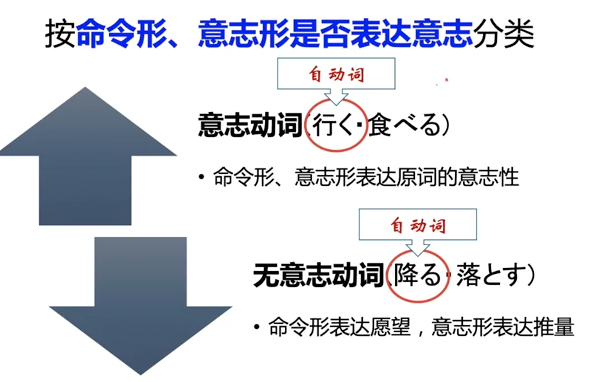 按命令形、意志形是否表达意志分类
自动词
意志动词(行く·食べる)
• 命令形、意志形表达原词的意志性
自动词
无意志动词(降る·落とす)
• 命令形表达愿望，意志形表达推量